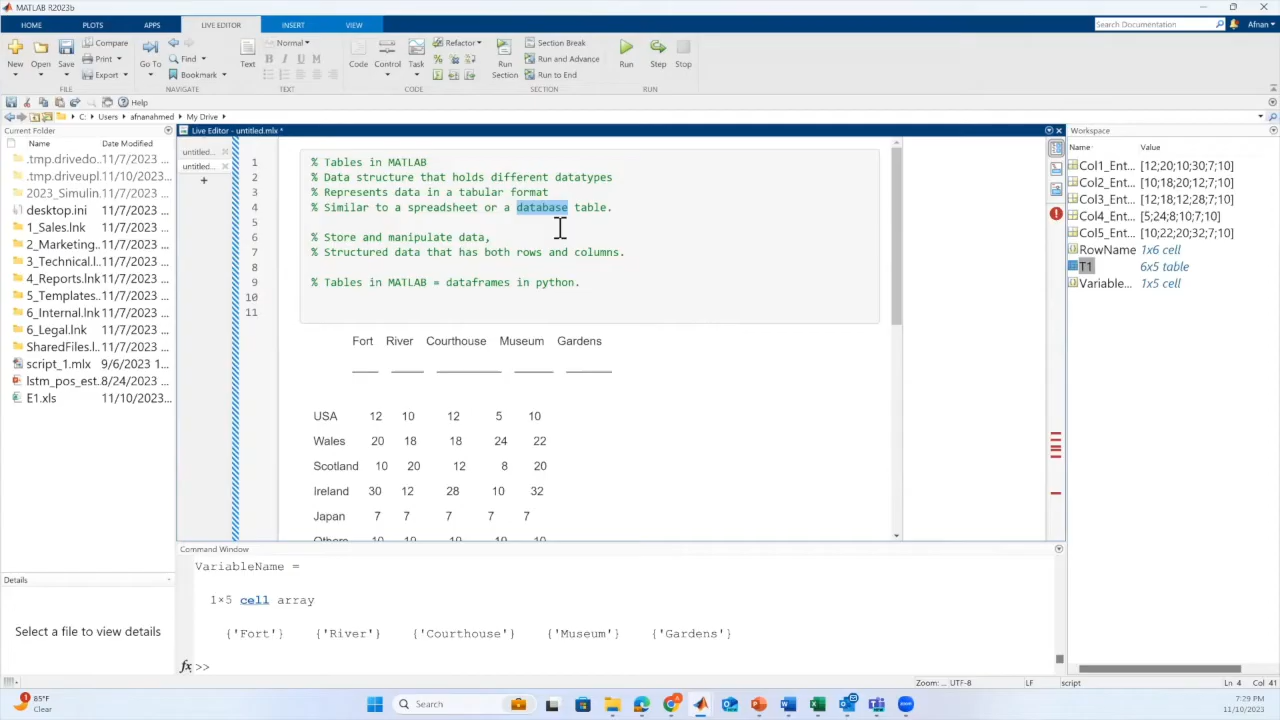 MATLAB R2023b
HOME PLOTS APPS LIVE EDITOR INSERT VIEW Search Documentation Afnan
New Open Save Compare Print Export Go To Find Bookmark Text Normal B I U M Code Control Task Refactor Run Section Section Break Run and Advance Run to End Run Step Stop
FILE NAVIGATE TEXT CODE SECTION RUN
Help
C: Users afnanahmed My Drive
Current Folder
Name Date Modified
.tmp.drivedo... 11/7/2023 ...
.tmp.driveupl... 11/10/2023...
2023_Simulin... 11/7/2023 ...
desktop.ini 11/7/2023 ...
1_Sales.lnk 11/7/2023 ...
2_Marketing... 11/7/2023 ...
3_Technical.l... 11/7/2023 ...
4_Reports.lnk 11/7/2023 ...
5_Templates... 11/7/2023 ...
6_Internal.lnk 11/7/2023 ...
6_Legal.lnk 11/7/2023 ...
SharedFiles.l... 11/7/2023 ...
script_1.mlx 9/6/2023 ...
lstm_pos_est... 8/24/2023 ...
E1.xls 11/10/2023...
Details
Select a file to view details
Live Editor - untitled.mlx *
untitled...
untitled...
+
1 % Tables in MATLAB
2 % Data structure that holds different datatypes
3 % Represents data in a tabular format
4 % Similar to a spreadsheet or a database table.
5
6 % Store and manipulate data,
7 % Structured data that has both rows and columns.
8
9 % Tables in MATLAB = dataframes in python.
10
11
Fort River Courthouse Museum Gardens
____ _____ __________ ______ _______
USA 12 10 12 5 10
Wales 20 18 18 24 22
Scotland 10 20 12 8 20
Ireland 30 12 28 10 32
Japan 7 7 7 7 7
Others 10 10 10 10 10
Command Window
VariableName =
1×5 cell array
{'Fort'} {'River'} {'Courthouse'} {'Museum'} {'Gardens'}
fx >>
Workspace
Name Value
Col1_Ent... [12;20;10;30;7;10]
Col2_Ent... [10;18;20;12;7;10]
Col3_Ent... [12;18;12;28;7;10]
Col4_Ent... [5;24;8;10;7;10]
Col5_Ent... [10;22;20;32;7;10]
RowName 1x6 cell
T1 6x5 table
Variable... 1x5 cell
Zoom: ... UTF-8 LF script Ln 4 Col 41
1
85°F
Clear
Search
7:29 PM
11/10/2023